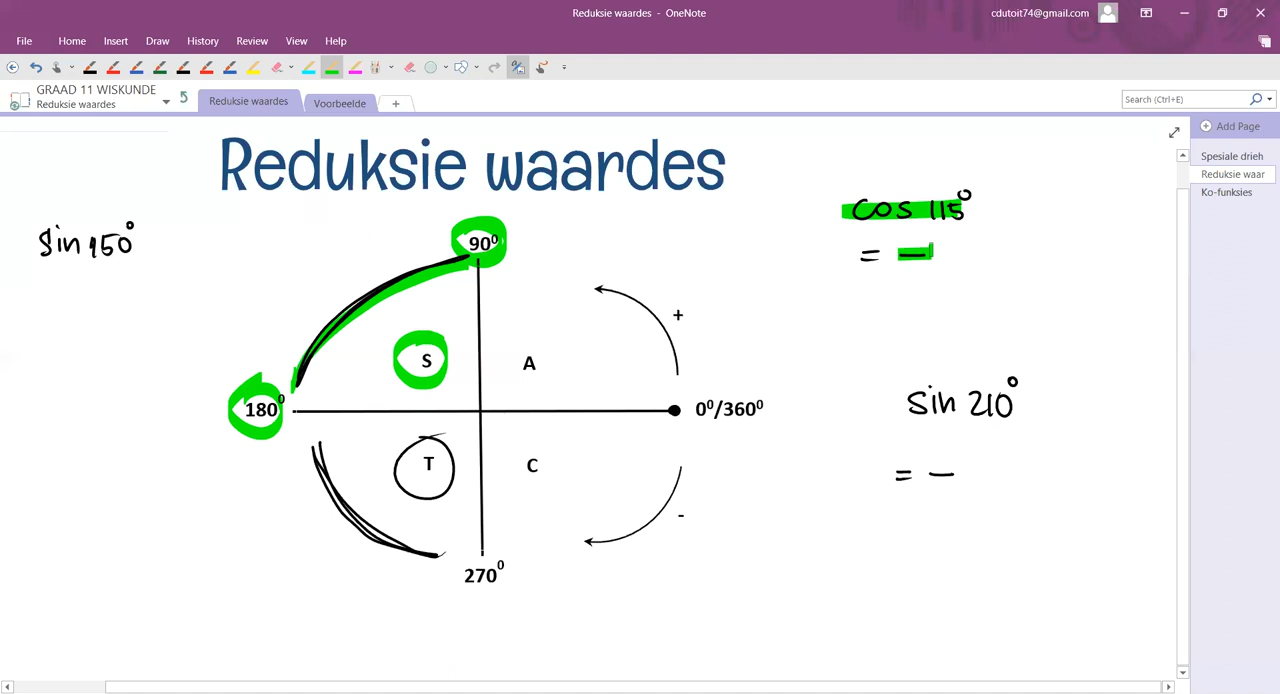 Reduksie waardes - OneNote
cdutoit74@gmail.com
File Home Insert Draw History Review View Help
GRAAD 11 WISKUNDE
Reduksie waardes
Reduksie waardes
Voorbeelde
+
Search (Ctrl+E)
Add Page
Spesiale drieh
Reduksie waar
Ko-funksies
Reduksie waardes
cos 115°
= −
sin 150°
90⁰
+
S
A
180⁰
0⁰/360⁰
sin 210°
= −
T
C
-
270⁰